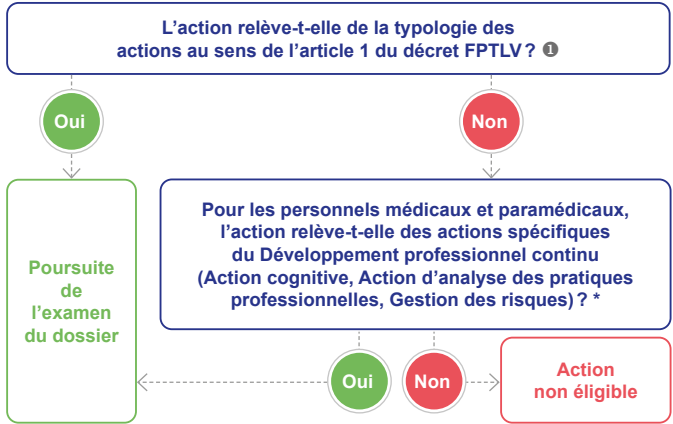 L'action relève-t-elle de la typologie des
actions au sens de l'article 1 du décret FPTLV ? ❶
Oui
Non
Poursuite
de
l'examen
du dossier
Pour les personnels médicaux et paramédicaux,
l'action relève-t-elle des actions spécifiques
du Développement professionnel continu
(Action cognitive, Action d'analyse des pratiques
professionnelles, Gestion des risques) ? *
Oui
Non
Action
non éligible